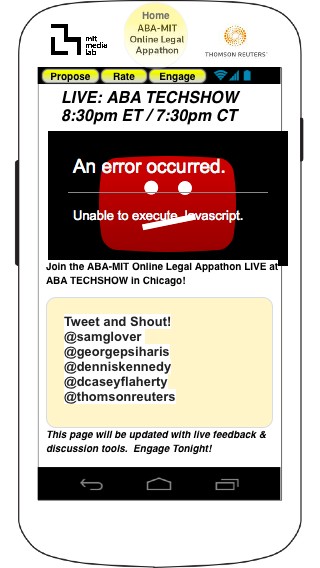 Home
ABA-MIT
Online Legal
Appathon
mit
media
lab
THOMSON REUTERS
Propose Rate Engage
LIVE: ABA TECHSHOW
8:30pm ET / 7:30pm CT
An error occurred.
Unable to execute Javascript.
Join the ABA-MIT Online Legal Appathon LIVE at
ABA TECHSHOW in Chicago!
Tweet and Shout!
@samglover
@georgepsiharis
@denniskennedy
@dcaseyflaherty
@thomsonreuters
This page will be updated with live feedback &
discussion tools. Engage Tonight!